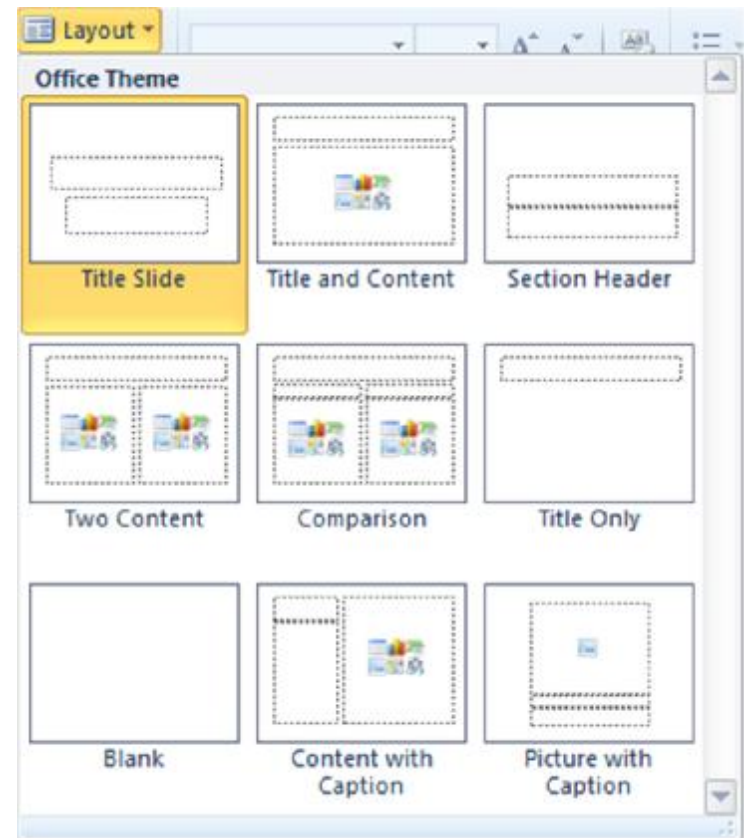 Layout
Office Theme
Title Slide
Title and Content
Section Header
Two Content
Comparison
Title Only
Blank
Content with
Caption
Picture with
Caption